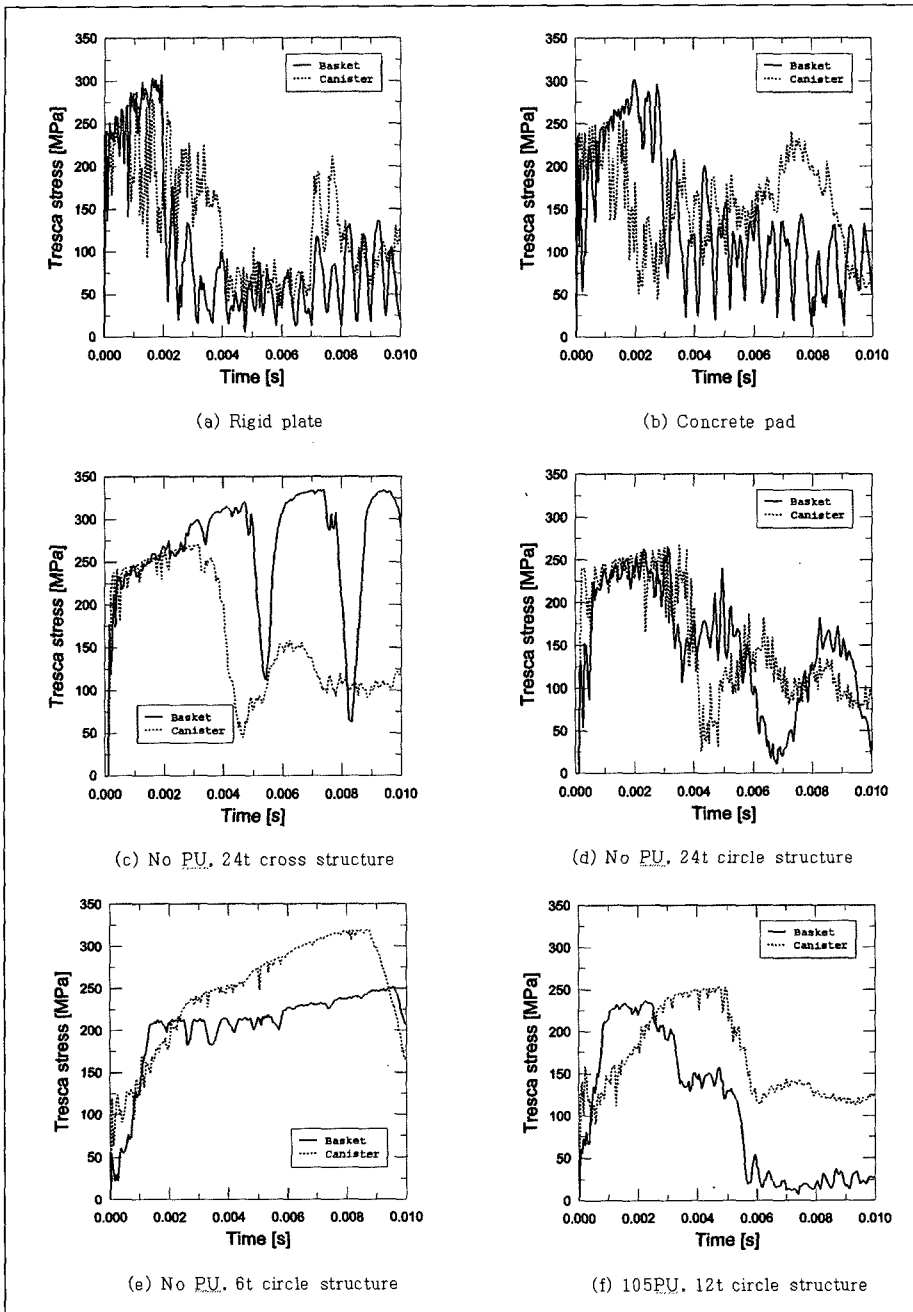 Tresca stress [MPa]
350
300
250
200
150
100
50
0
Basket
Canister
0.000 0.002 0.004 0.006 0.008 0.010
Time [s]
(a) Rigid plate
Tresca stress [MPa]
350
300
250
200
150
100
50
0
Basket
Canister
0.000 0.002 0.004 0.006 0.008 0.010
Time [s]
(b) Concrete pad
Tresca stress [MPa]
350
300
250
200
150
100
50
0
Basket
Canister
0.000 0.002 0.004 0.006 0.008 0.010
Time [s]
(c) No PU, 24t cross structure
Tresca stress [MPa]
350
300
250
200
150
100
50
0
Basket
Canister
0.000 0.002 0.004 0.006 0.008 0.010
Time [s]
(d) No PU, 24t circle structure
Tresca stress [MPa]
350
300
250
200
150
100
50
0
Basket
Canister
0.000 0.002 0.004 0.006 0.008 0.010
Time [s]
(e) No PU, 6t circle structure
Tresca stress [MPa]
350
300
250
200
150
100
50
0
Basket
Canister
0.000 0.002 0.004 0.006 0.008 0.010
Time [s]
(f) 105PU, 12t circle structure